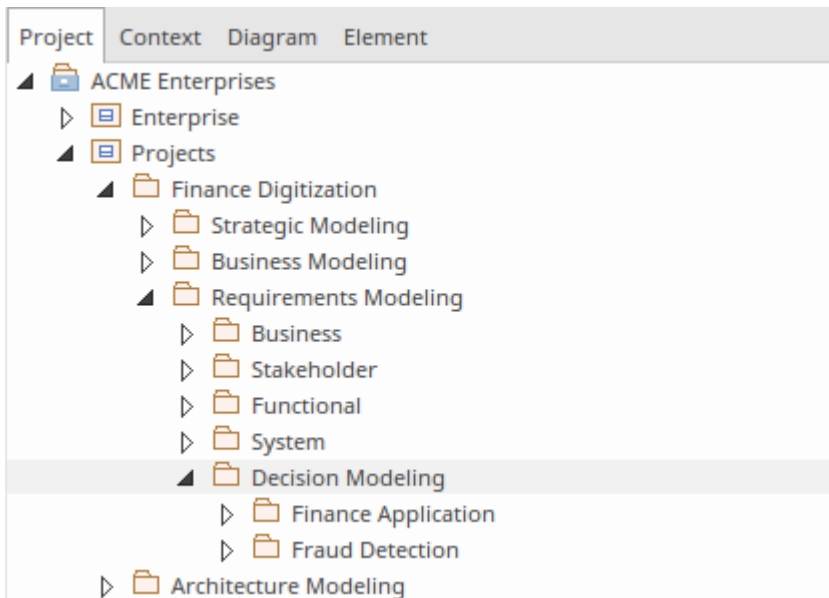 Project Context Diagram Element
ACME Enterprises
Enterprise
Projects
Finance Digitization
Strategic Modeling
Business Modeling
Requirements Modeling
Business
Stakeholder
Functional
System
Decision Modeling
Finance Application
Fraud Detection
Architecture Modeling